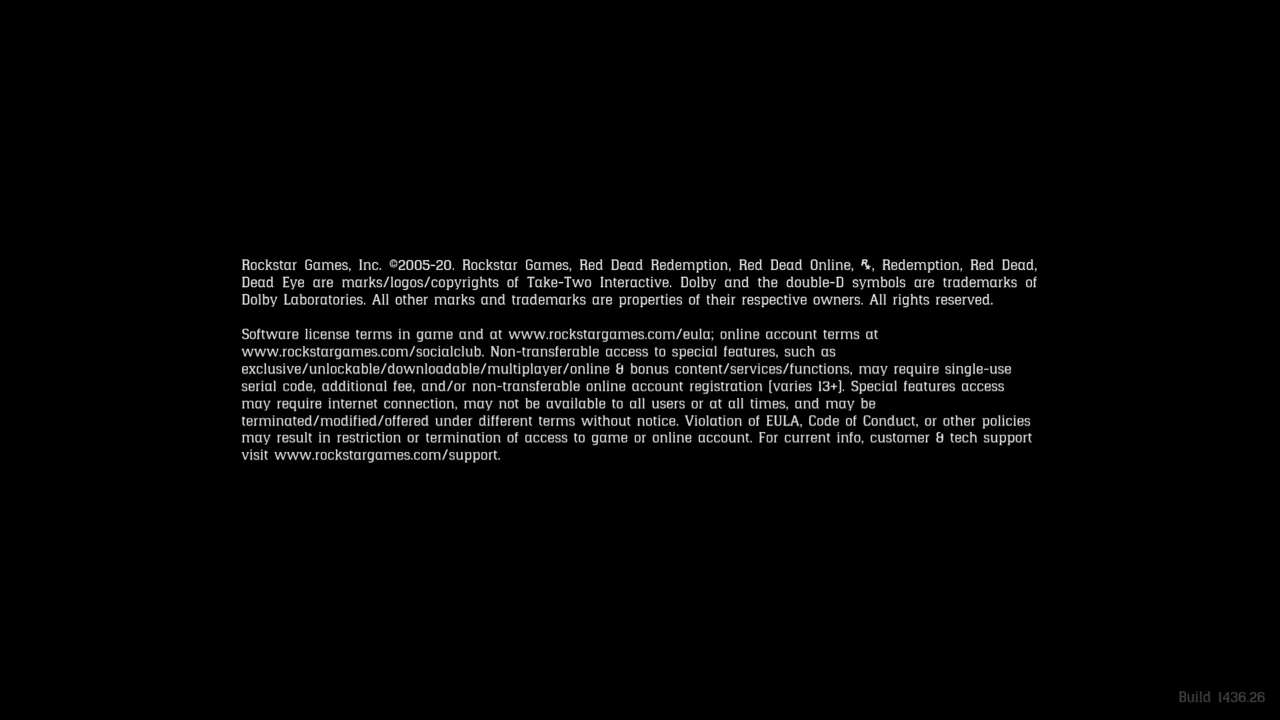 Rockstar Games, Inc. ©2005-20. Rockstar Games, Red Dead Redemption, Red Dead Online, , Redemption, Red Dead,
Dead Eye are marks/logos/copyrights of Take-Two Interactive. Dolby and the double-D symbols are trademarks of
Dolby Laboratories. All other marks and trademarks are properties of their respective owners. All rights reserved.
Software license terms in game and at www.rockstargames.com/eula; online account terms at
www.rockstargames.com/socialclub. Non-transferable access to special features, such as
exclusive/unlockable/downloadable/multiplayer/online & bonus content/services/functions, may require single-use
serial code, additional fee, and/or non-transferable online account registration (varies 13+). Special features access
may require internet connection, may not be available to all users or at all times, and may be
terminated/modified/offered under different terms without notice. Violation of EULA, Code of Conduct, or other policies
may result in restriction or termination of access to game or online account. For current info, customer & tech support
visit www.rockstargames.com/support.
Build 1436.26